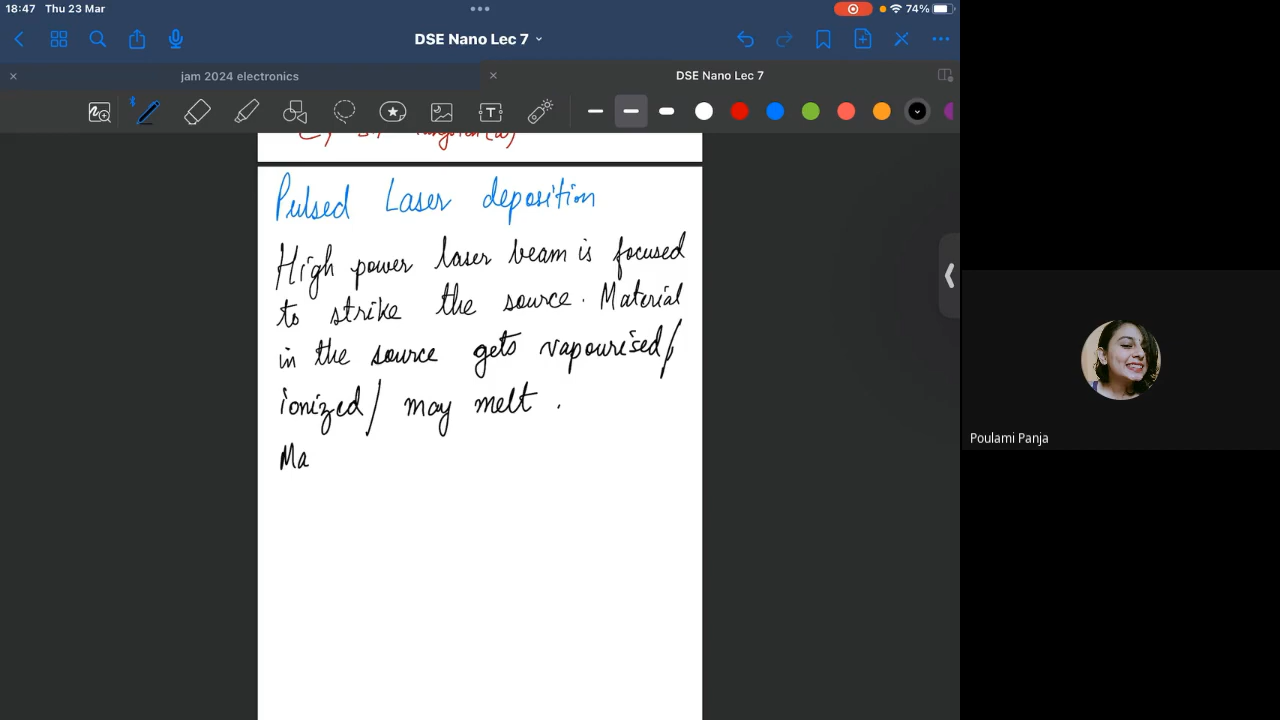 18:47 Thu 23 Mar
74%
DSE Nano Lec 7
jam 2024 electronics
DSE Nano Lec 7
Pulsed Laser deposition
High power laser beam is focused
to strike the source. Material
in the source gets vapourised/
ionized/ may melt.
Ma
Poulami Panja